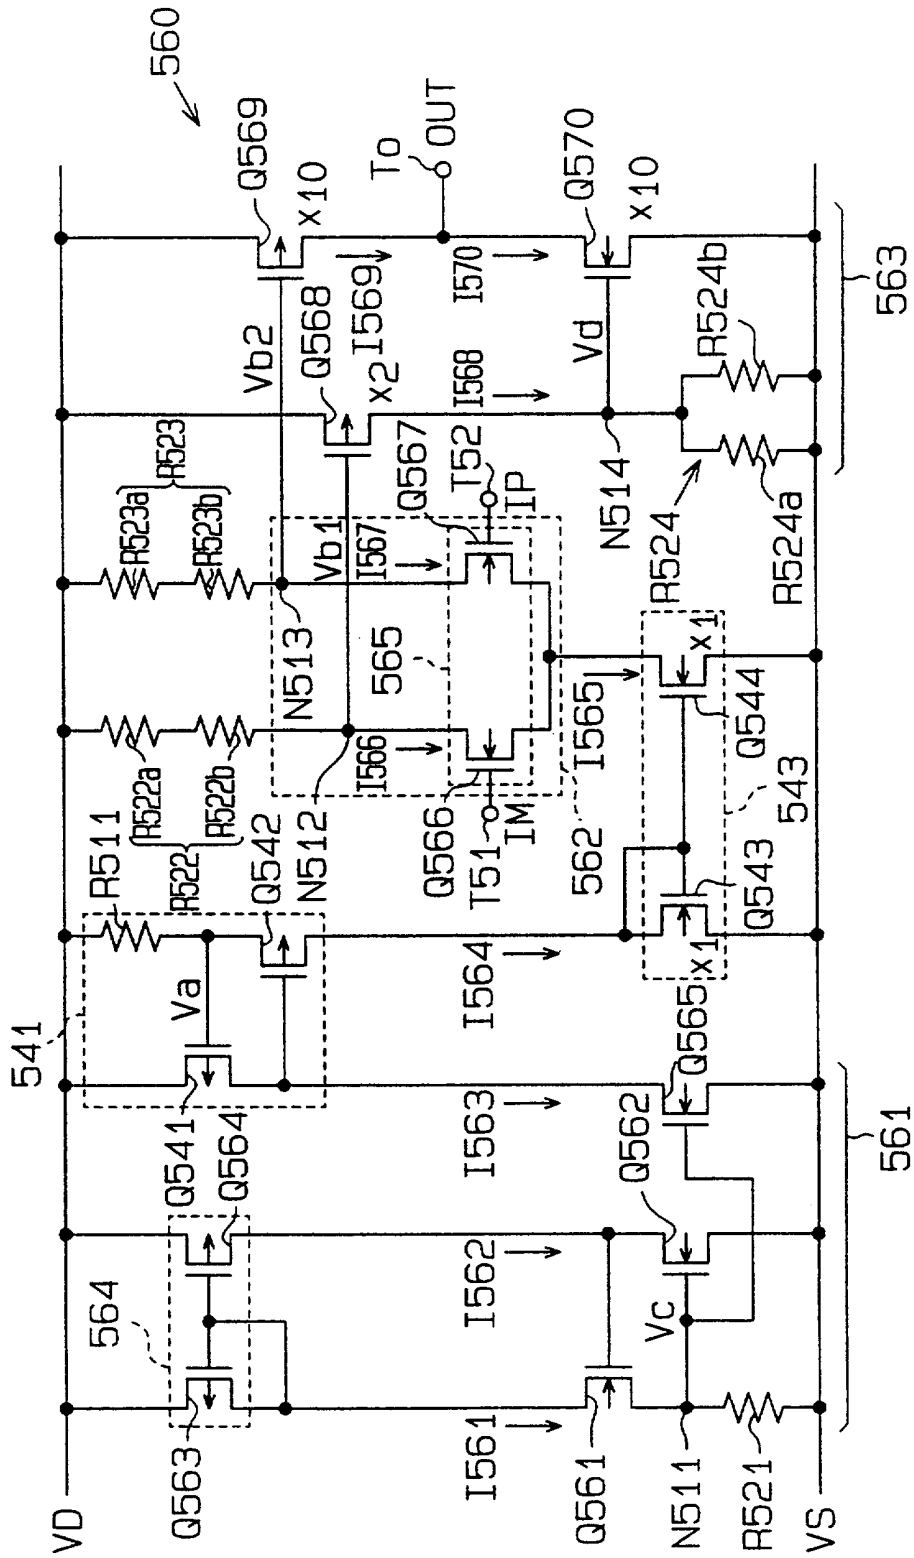 560
VD
VS
564
Q563
Q564
I561
I562
Q561
Q562
Vc
N511
R521
561
541
Q541
Va
R511
Q542
I563
I564
Q565
R522a
R522b
R522
R523a
R523b
R523
N512
N513
Vb1
Vb2
I566
I567
565
Q566
Q567
T51
IM
T52
IP
562
I565
x1
x1
Q543
Q544
543
Q568
x2
Q569
x10
I569
I568
I570
To
OUT
Q570
x10
Vd
N514
R524
R524a
R524b
563